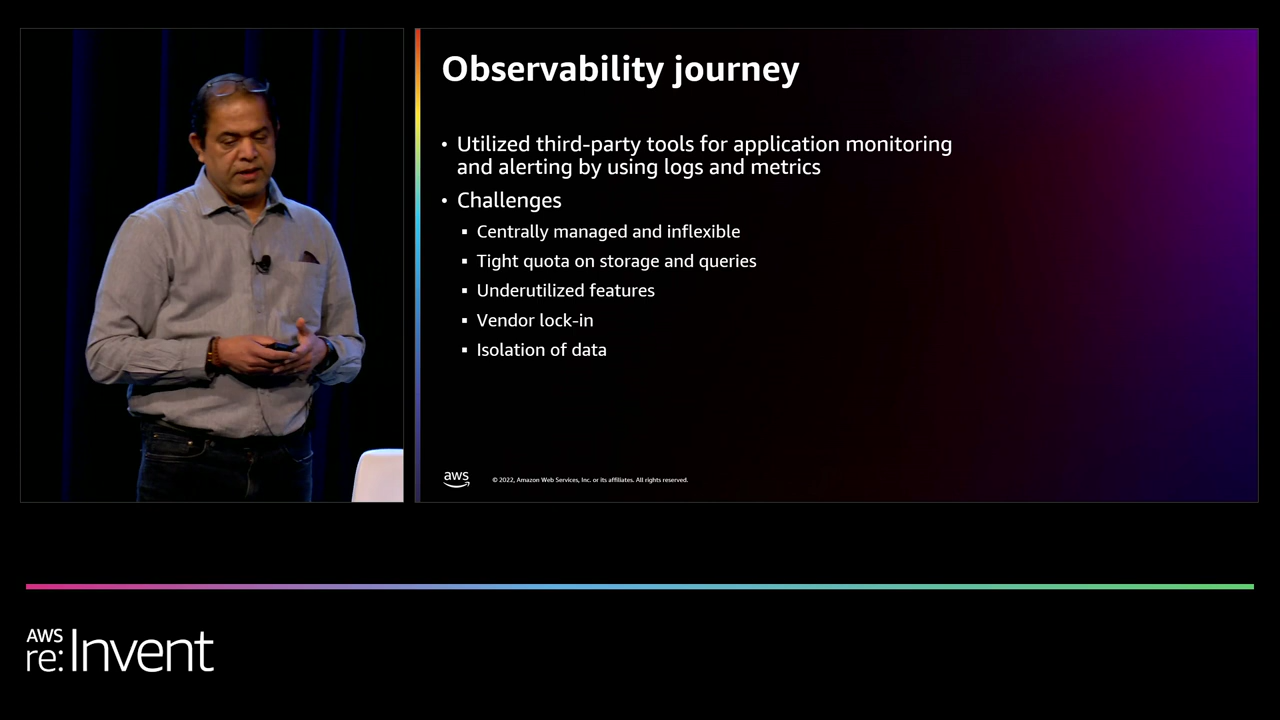 Observability journey
• Utilized third-party tools for application monitoring
and alerting by using logs and metrics
• Challenges
▪ Centrally managed and inflexible
▪ Tight quota on storage and queries
▪ Underutilized features
▪ Vendor lock-in
▪ Isolation of data
aws
© 2022, Amazon Web Services, Inc. or its affiliates. All rights reserved.
AWS
re:Invent